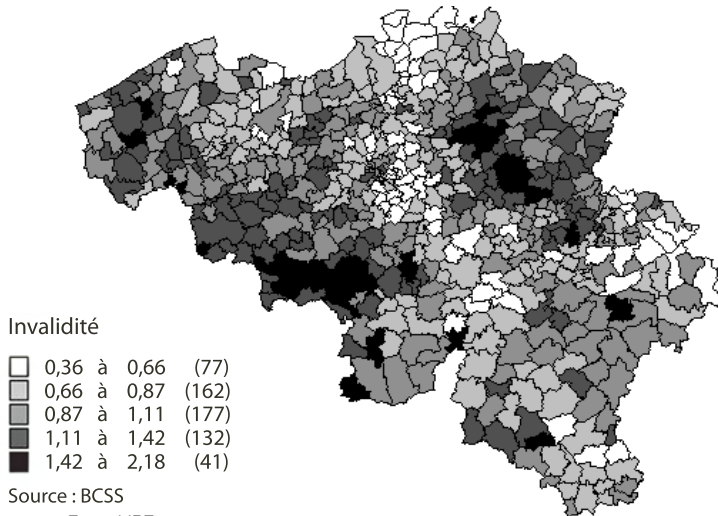 Invalidité
0,36 à 0,66 (77)
0,66 à 0,87 (162)
0,87 à 1,11 (177)
1,11 à 1,42 (132)
1,42 à 2,18 (41)
Source : BCSS